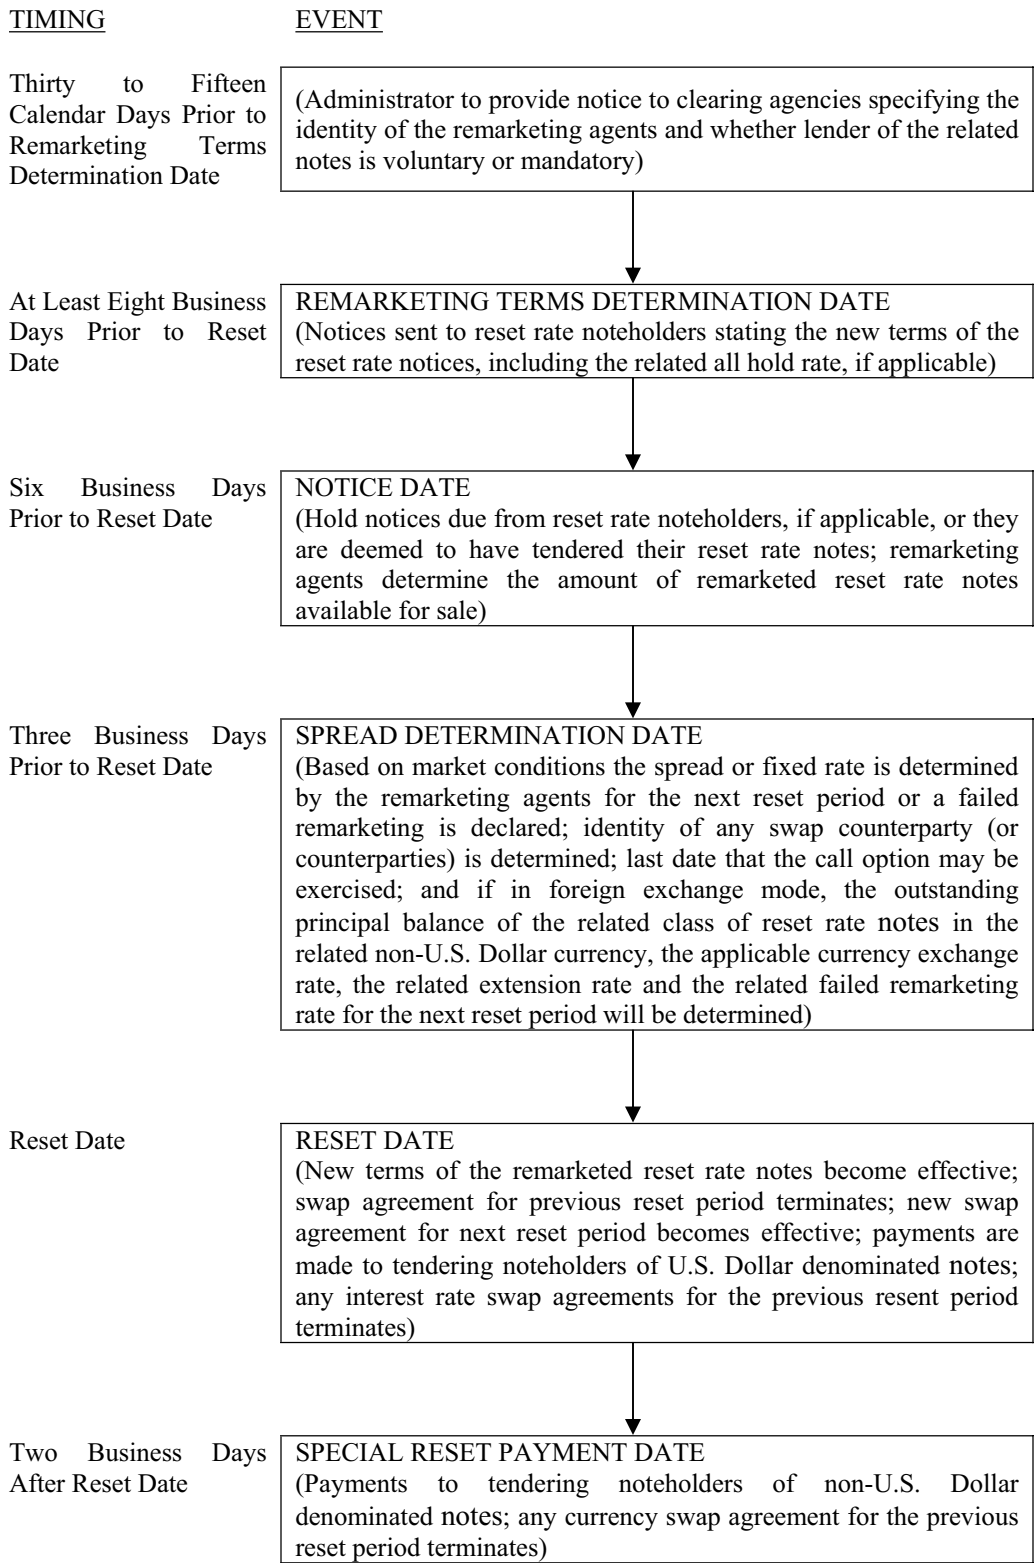 TIMING EVENT
Thirty to Fifteen
Calendar Days Prior to
Remarketing Terms
Determination Date
(Administrator to provide notice to clearing agencies specifying the
identity of the remarketing agents and whether lender of the related
notes is voluntary or mandatory)
At Least Eight Business
Days Prior to Reset
Date
REMARKETING TERMS DETERMINATION DATE
(Notices sent to reset rate noteholders stating the new terms of the
reset rate notices, including the related all hold rate, if applicable)
Six Business Days
Prior to Reset Date
NOTICE DATE
(Hold notices due from reset rate noteholders, if applicable, or they
are deemed to have tendered their reset rate notes; remarketing
agents determine the amount of remarketed reset rate notes
available for sale)
Three Business Days
Prior to Reset Date
SPREAD DETERMINATION DATE
(Based on market conditions the spread or fixed rate is determined
by the remarketing agents for the next reset period or a failed
remarketing is declared; identity of any swap counterparty (or
counterparties) is determined; last date that the call option may be
exercised; and if in foreign exchange mode, the outstanding
principal balance of the related class of reset rate notes in the
related non-U.S. Dollar currency, the applicable currency exchange
rate, the related extension rate and the related failed remarketing
rate for the next reset period will be determined)
Reset Date
RESET DATE
(New terms of the remarketed reset rate notes become effective;
swap agreement for previous reset period terminates; new swap
agreement for next reset period becomes effective; payments are
made to tendering noteholders of U.S. Dollar denominated notes;
any interest rate swap agreements for the previous resent period
terminates)
Two Business Days
After Reset Date
SPECIAL RESET PAYMENT DATE
(Payments to tendering noteholders of non-U.S. Dollar
denominated notes; any currency swap agreement for the previous
reset period terminates)